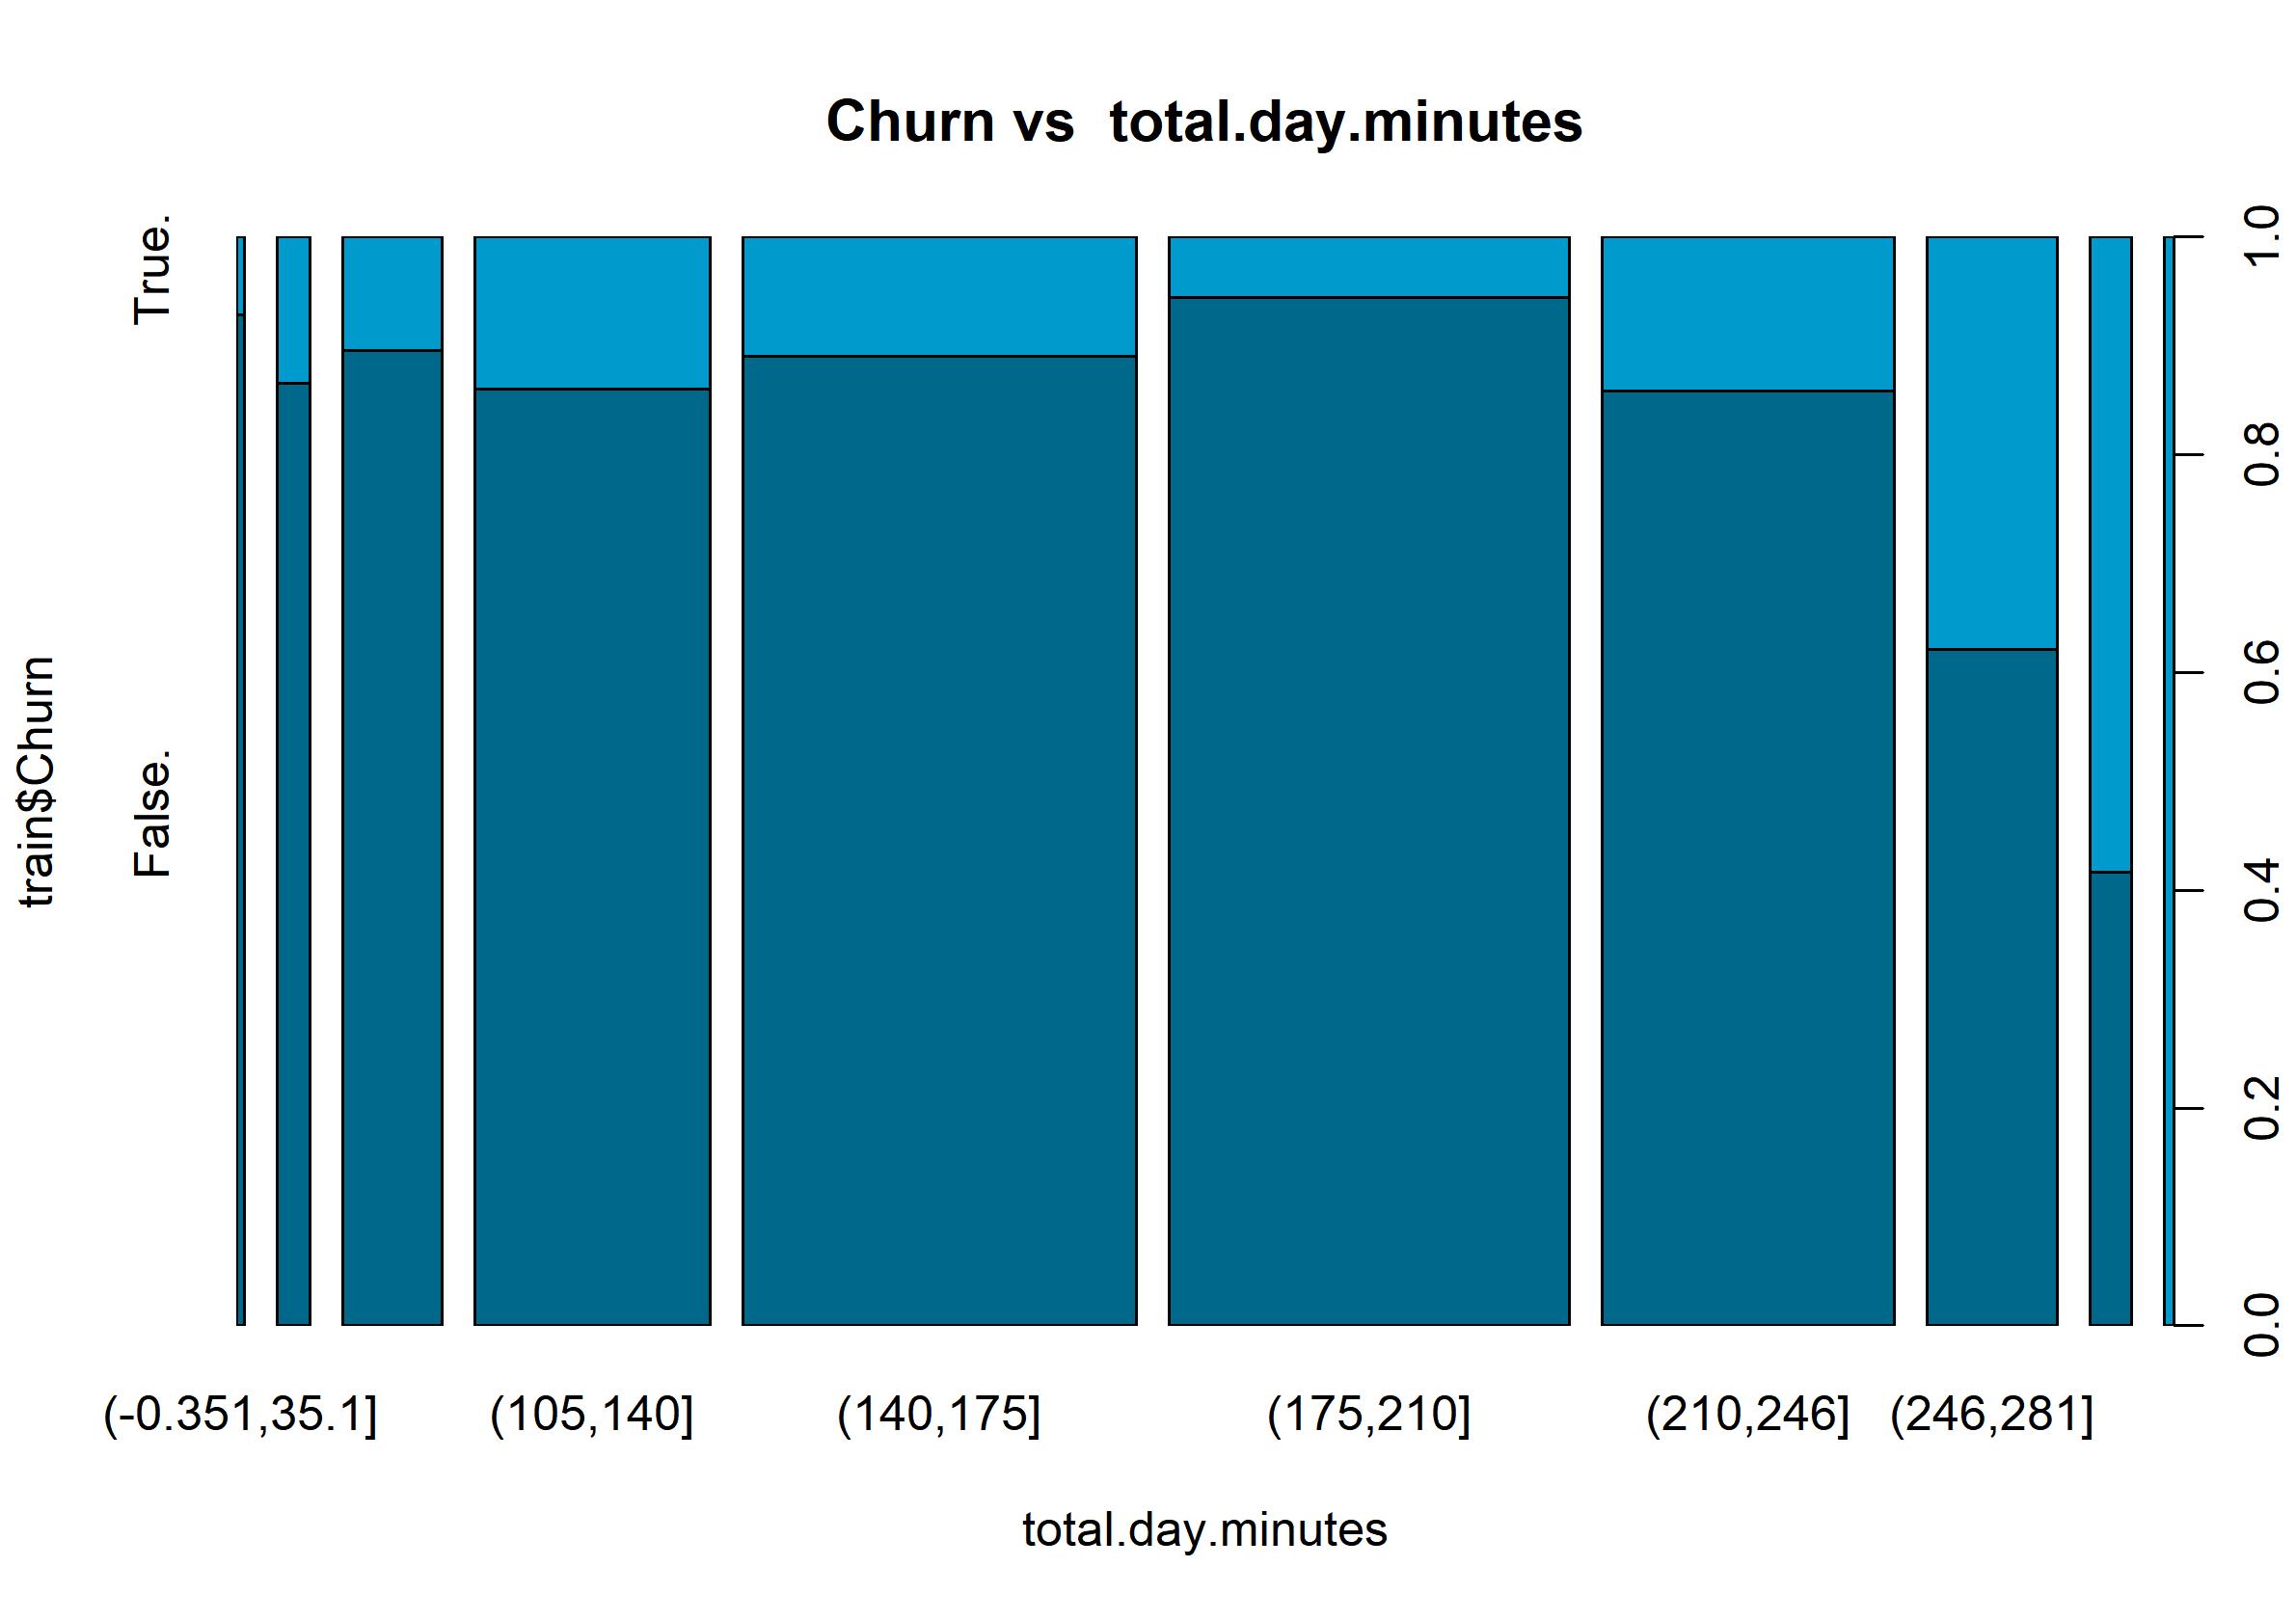 Churn vs  total.day.minutes
train$Churn
True.
False.
1.0
0.8
0.6
0.4
0.2
0.0
(-0.351,35.1]
(105,140]
(140,175]
(175,210]
(210,246]
(246,281]
total.day.minutes